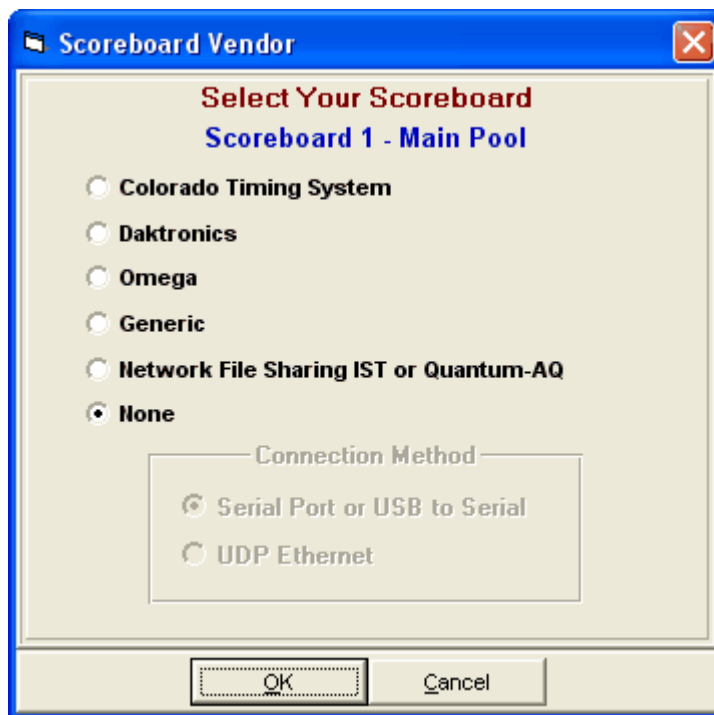 Scoreboard Vendor
Select Your Scoreboard
Scoreboard 1 - Main Pool
Colorado Timing System
Daktronics
Omega
Generic
Network File Sharing IST or Quantum-AQ
None
Connection Method
Serial Port or USB to Serial
UDP Ethernet
OK Cancel